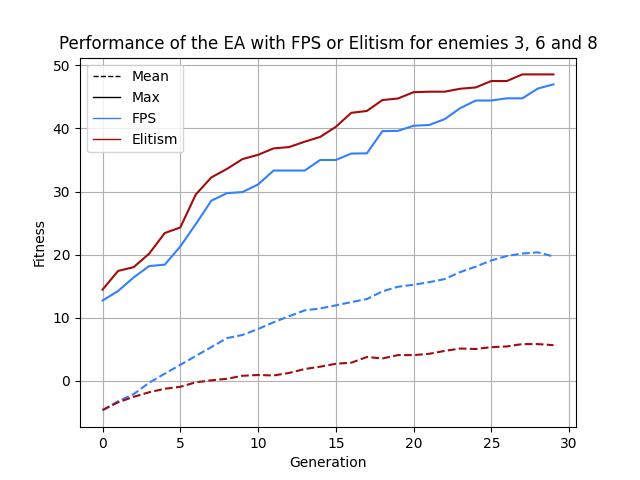 Performance of the EA with FPS or Elitism for enemies 3, 6 and 8
50
40
30
20
10
0
Fitness
Mean
Max
FPS
Elitism
0 5 10 15 20 25 30
Generation